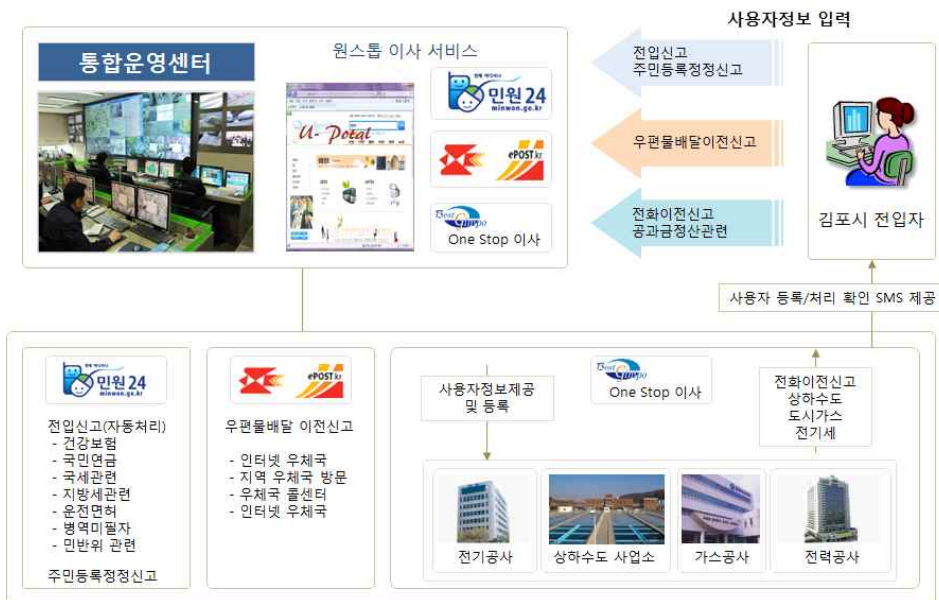 사용자정보 입력
통합운영센터
원스톱 이사 서비스
민원24
minwon.go.kr
U-Potal
ePOST kr
Best Gimpo
One Stop 이사
전입신고
주민등록정정신고
우편물배달이전신고
전화이전신고
공과금정산관련
김포시 전입자
사용자 등록/처리 확인 SMS 제공
민원24
minwon.go.kr
전입신고(자동처리)
- 건강보험
- 국민연금
- 국세관련
- 지방세관련
- 운전면허
- 병역미필자
- 민반위 관련
주민등록정정신고
ePOST kr
우편물배달 이전신고
- 인터넷 우체국
- 지역 우체국 방문
- 우체국 콜센터
- 인터넷 우체국
사용자정보제공
및 등록
Best Gimpo
One Stop 이사
전화이전신고
상하수도
도시가스
전기세
전기공사
상하수도 사업소
가스공사
전력공사